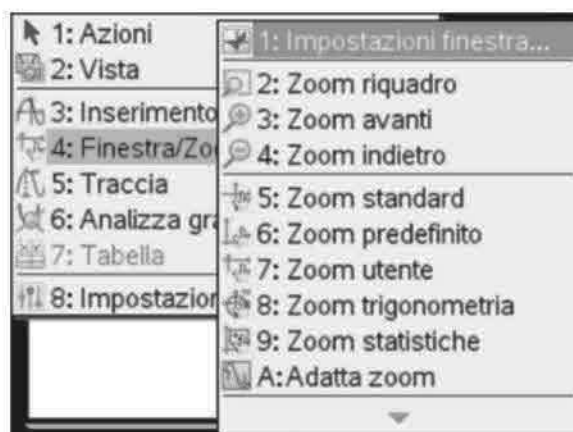 1: Azioni
2: Vista
3: Inserimento
4: Finestra/Zo
5: Traccia
6: Analizza gra
7: Tabella
8: Impostazior
1: Impostazioni finestra...
2: Zoom riquadro
3: Zoom avanti
4: Zoom indietro
5: Zoom standard
6: Zoom predefinito
7: Zoom utente
8: Zoom trigonometria
9: Zoom statistiche
A: Adatta zoom